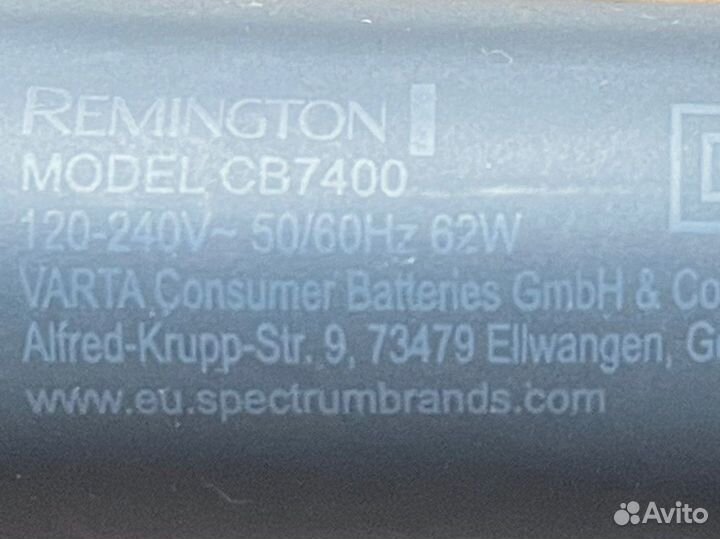 REMINGTON
MODEL CB7400
120-240V~ 50/60Hz 62W
VARTA Consumer Batteries GmbH & Co
Alfred-Krupp-Str. 9, 73479 Ellwangen, G
www.eu.spectrumbrands.com
Avito